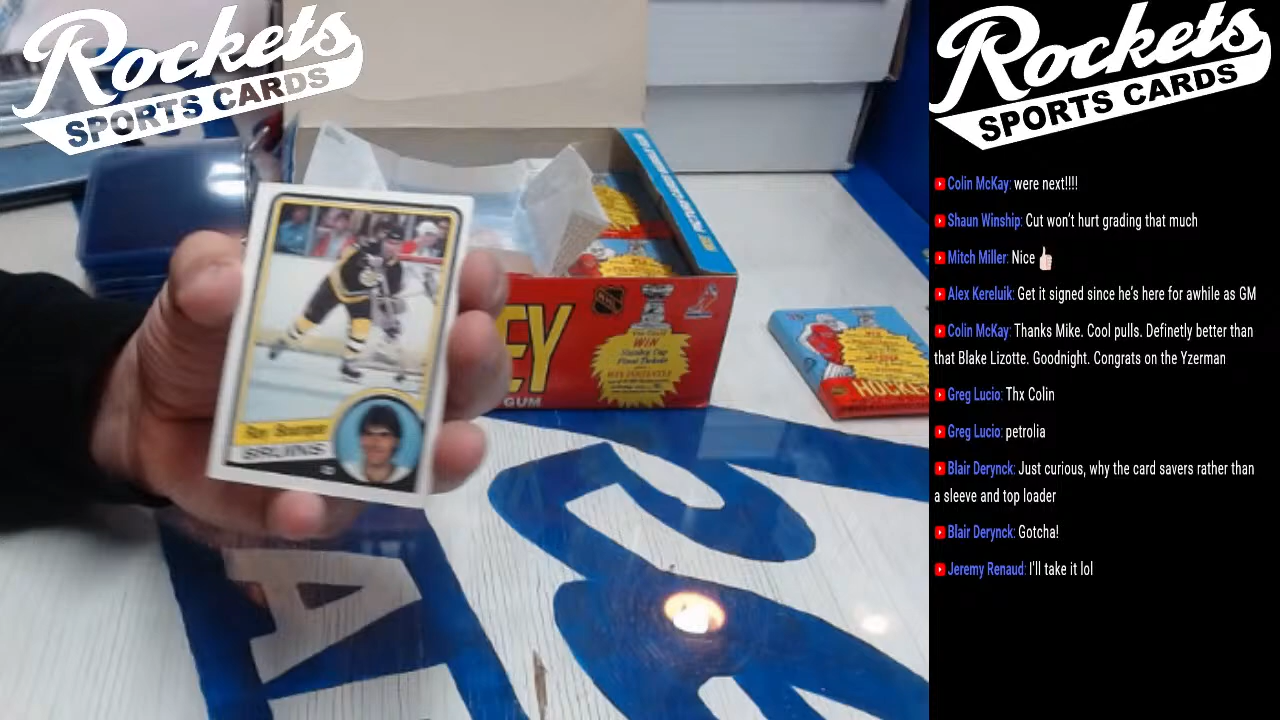 Rockets
SPORTS CARDS
Rockets
SPORTS CARDS
Colin McKay: were next!!!!
Shaun Winship: Cut won't hurt grading that much
Mitch Miller: Nice 👍🏻
Alex Kereluik: Get it signed since he's here for awhile as GM
Colin McKay: Thanks Mike. Cool pulls. Definetly better than
that Blake Lizotte. Goodnight. Congrats on the Yzerman
Greg Lucio: Thx Colin
Greg Lucio: petrolia
Blair Derynck: Just curious, why the card savers rather than
a sleeve and top loader
Blair Derynck: Gotcha!
Jeremy Renaud: I'll take it lol
Ray Bourque
BRUINS
EY
GUM
NHL
WIN
Stanley Cup
HOCKEY